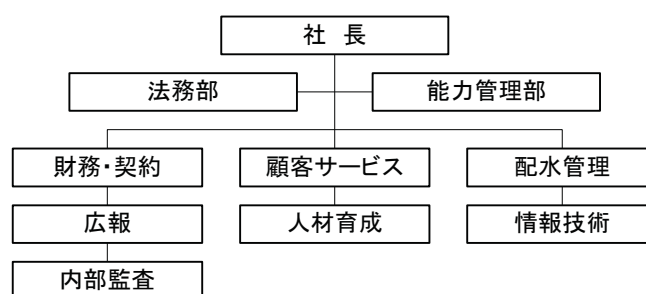 社 長
法務部 能力管理部
財務・契約 顧客サービス 配水管理
広報 人材育成 情報技術
内部監査